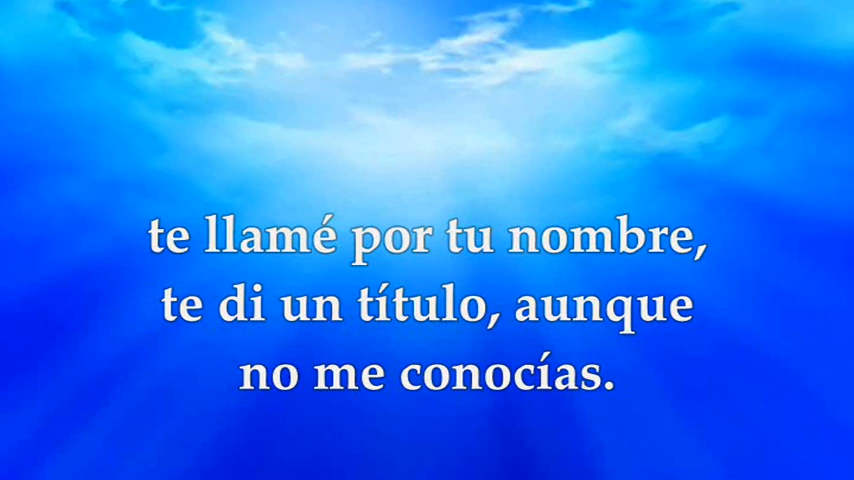 te llamé por tu nombre,
te di un título, aunque
no me conocías.